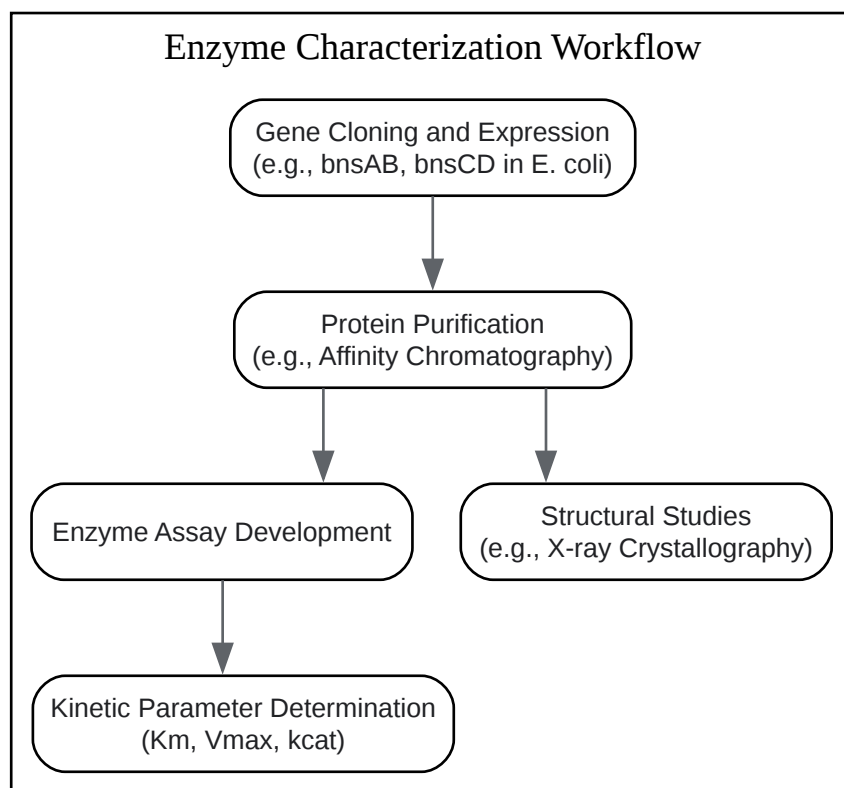 Enzyme Characterization Workflow
Gene Cloning and Expression
(e.g., bnsAB, bnsCD in E. coli)
Protein Purification
(e.g., Affinity Chromatography)
Enzyme Assay Development
Structural Studies
(e.g., X-ray Crystallography)
Kinetic Parameter Determination
(Km, Vmax, kcat)